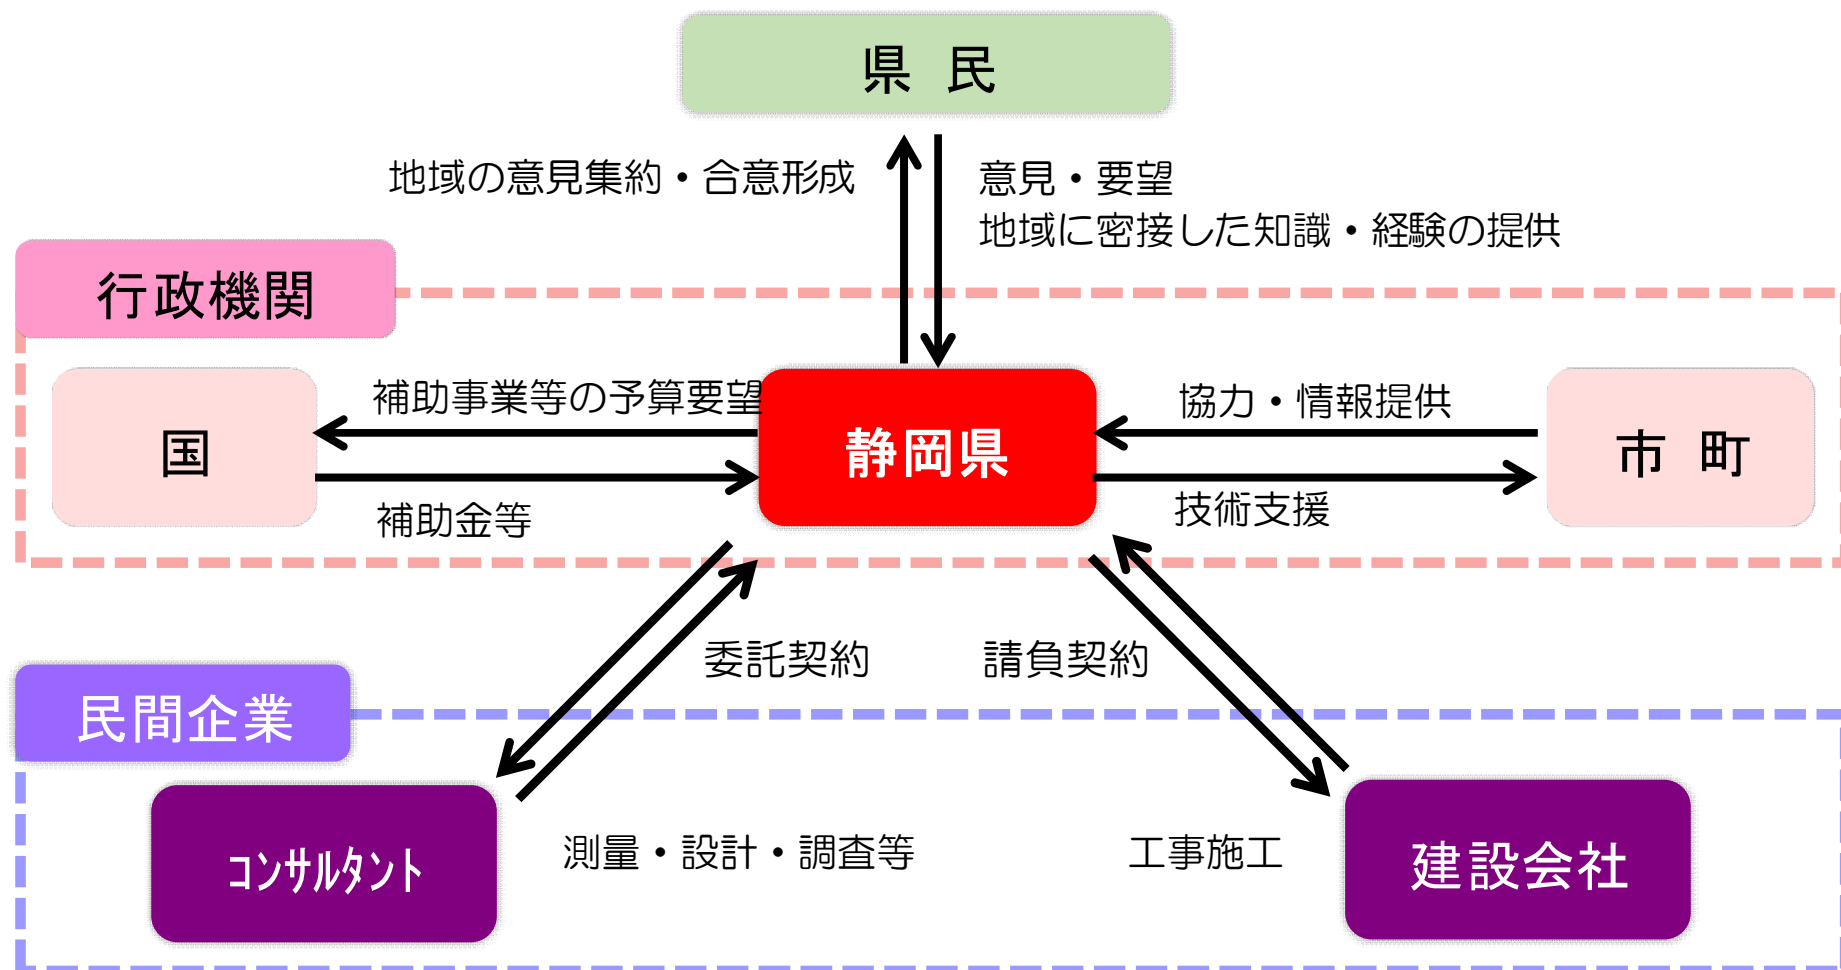 県 民
地域の意見集約・合意形成
意見・要望
地域に密接した知識・経験の提供
行政機関
国
補助事業等の予算要望
補助金等
静岡県
協力・情報提供
技術支援
市 町
委託契約
請負契約
民間企業
コンサルタント
測量・設計・調査等
工事施工
建設会社